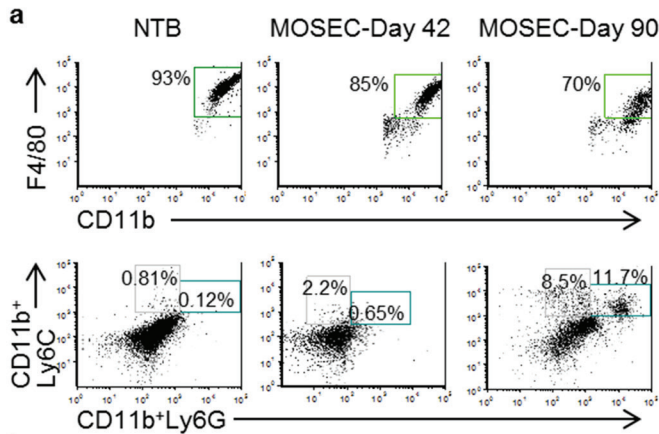 a
NTB MOSEC-Day 42 MOSEC-Day 90
93% 85% 70%
F4/80
CD11b
0.81% 0.12% 2.2% 0.65% 8.5% 11.7%
CD11b⁺
Ly6C
CD11b⁺Ly6G